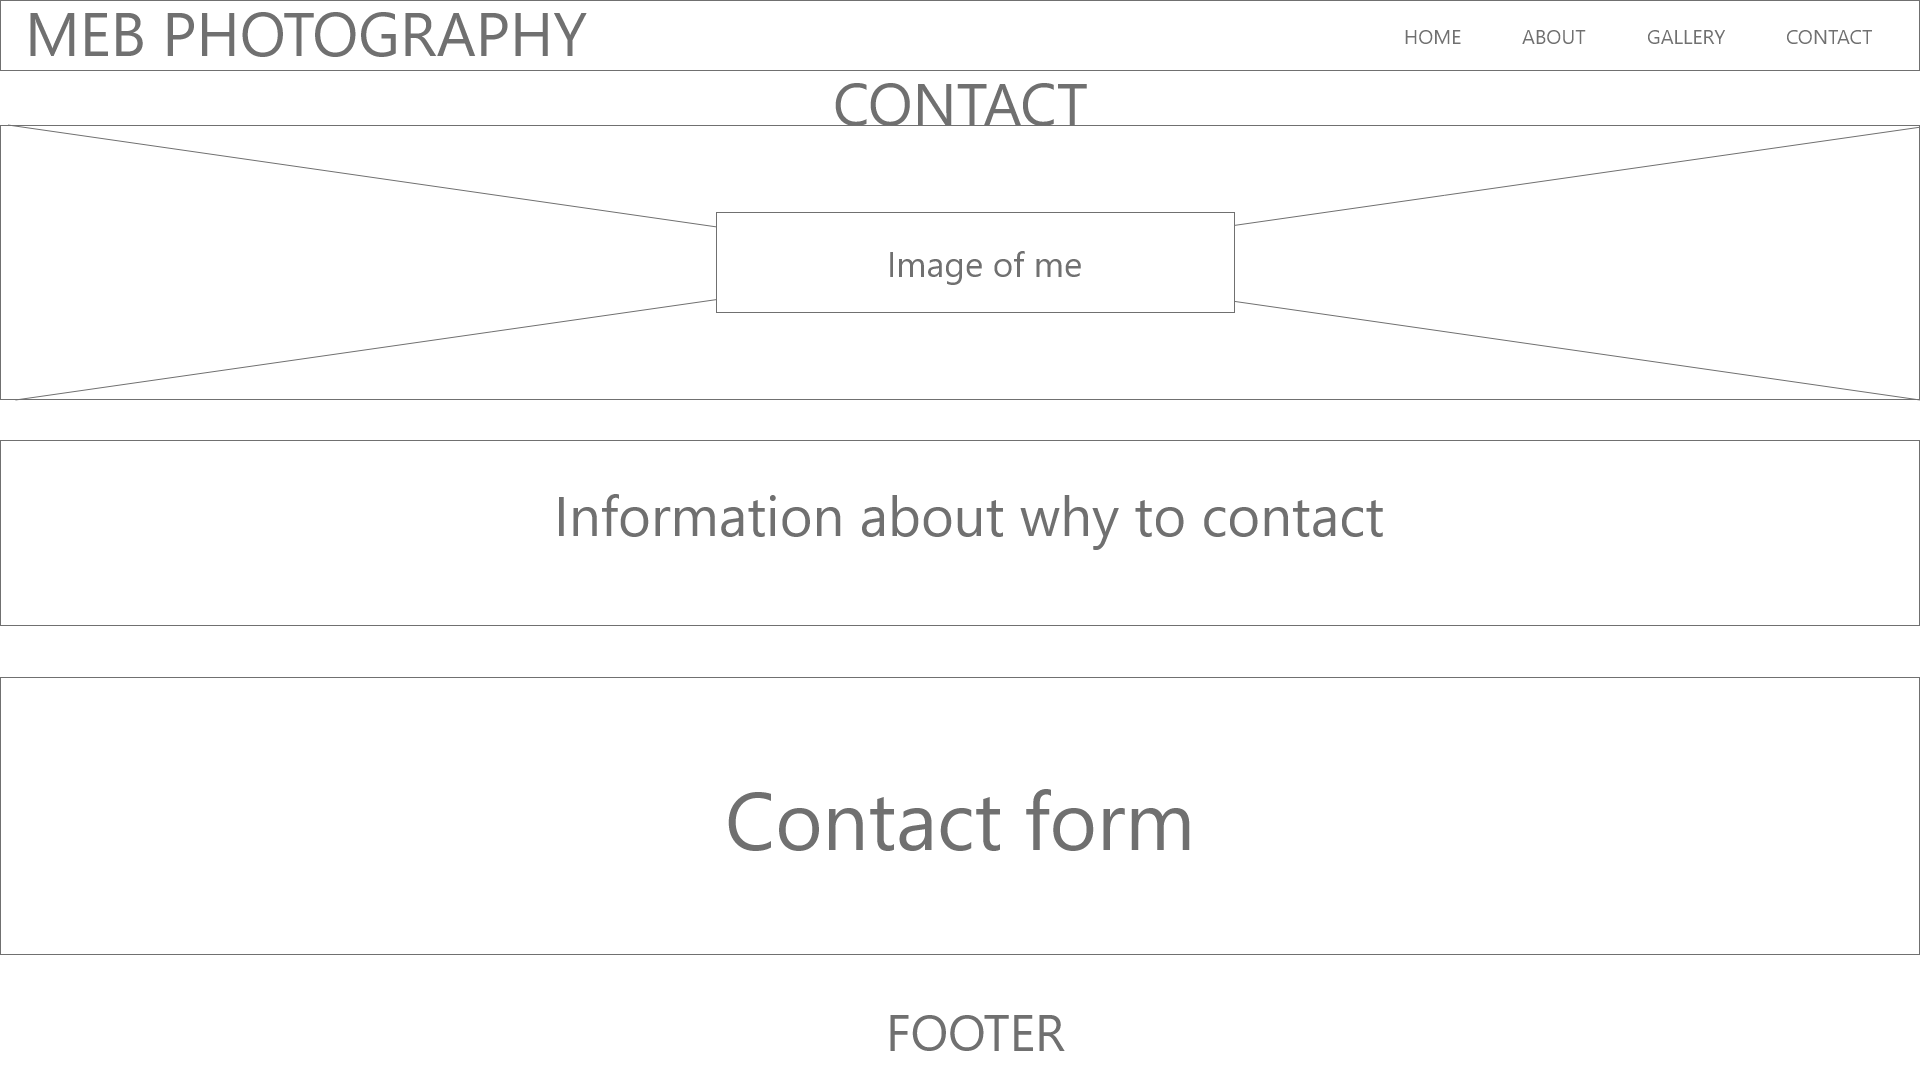 MEB PHOTOGRAPHY
HOME ABOUT GALLERY CONTACT
CONTACT
Image of me
Information about why to contact
Contact form
FOOTER